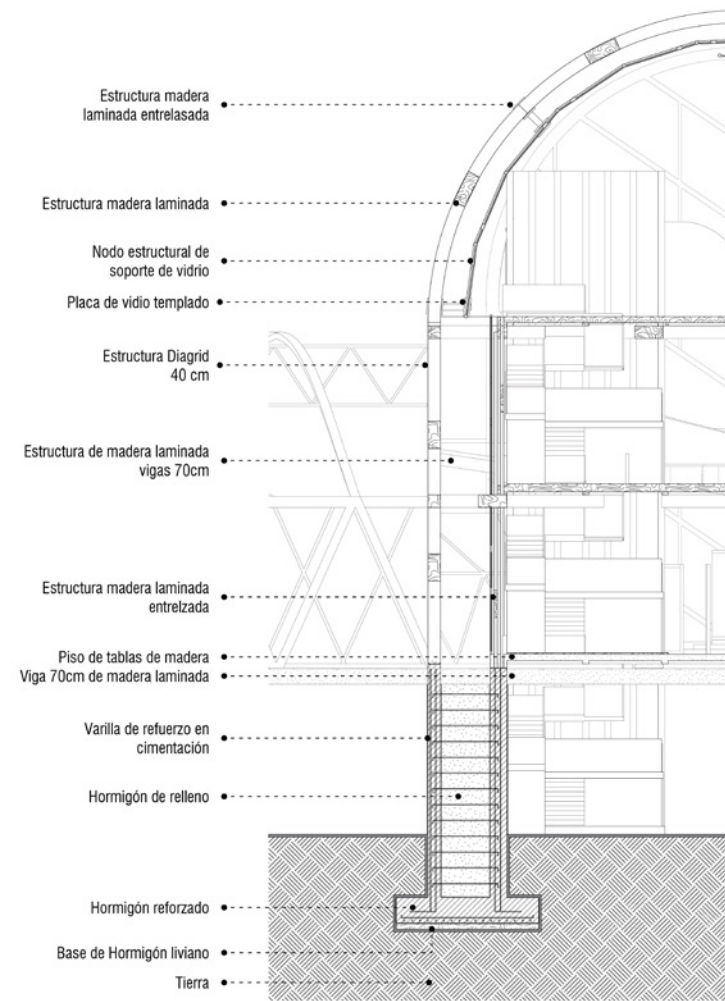 Estructura madera
laminada entrelasada
Estructura madera laminada
Nodo estructural de
soporte de vidrio
Placa de vidio templado
Estructura Diagrid
40 cm
Estructura de madera laminada
vigas 70cm
Estructura madera laminada
entrelzada
Piso de tablas de madera
Viga 70cm de madera laminada
Varilla de refuerzo en
cimentación
Hormigón de relleno
Hormigón reforzado
Base de Hormigón liviano
Tierra